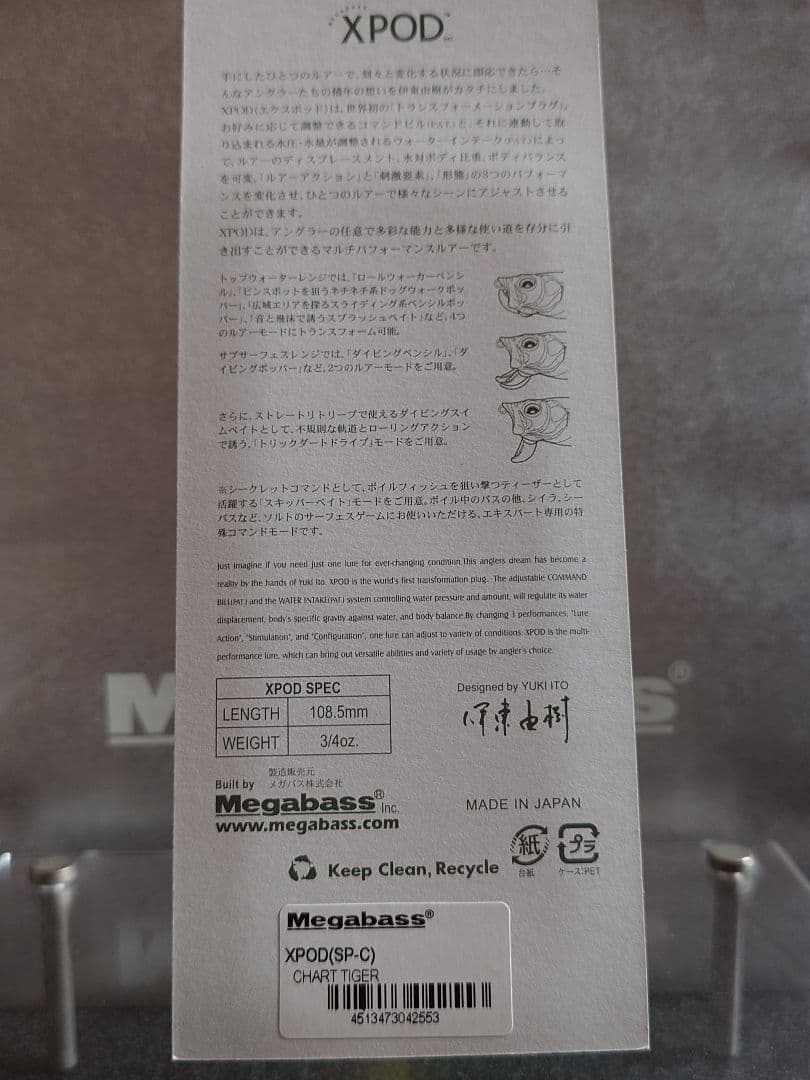 XPOD
手にしたひとつのルアーで、刻々と変化する状況に即応できたら…そ
んなアングラーたちの積年の想いを伊東由樹がカタチにしました。
XPOD(エクスポッド)は、世界初の「トランスフォーメーションプラグ」。
お好みに応じて調整できるコマンドビル(PAT.)と、それに連動して取
り込まれる水圧・水量が調整されるウォーターインテーク(PAT.)によっ
て、ルアーのディスプレースメント、水対ボディ比重、ボディバランス
を可変。「ルアーアクション」と「刺激要素」、「形態」の3つのパフォーマ
ンスを変化させ、ひとつのルアーで様々なシーンにアジャストさせる
ことができます。
XPODは、アングラーの任意で多彩な能力と多様な使い道を存分に引
き出すことができるマルチパフォーマンスルアーです。
トップウォーターレンジでは、「ロールウォーカーペンシ
ル」、「ピンスポットを狙うネチネチ系ドッグウォークポッ
パー」、「広域エリアを探るスライディング系ペンシルポッ
パー」、「音と飛沫で誘うスプラッシュベイト」など、4つ
のルアーモードにトランスフォーム可能。
サブサーフェスレンジでは、「ダイビングペンシル」、「ダ
イビングポッパー」など、2つのルアーモードをご用意。
さらに、ストレートリトリーブで使えるダイビングスイ
ムベイトとして、不規則な軌道とローリングアクション
で誘う、「トリックダートドライブ」モードをご用意。
※シークレットコマンドとして、ボイルフィッシュを狙い撃つティーザーとして
活躍する「スキッパーベイト」モードをご用意。ボイル中のバスの他、シイラ、シー
バスなど、ソルトのサーフェスゲームにお使いいただける、エキスパート専用の特
殊コマンドモードです。
Just imagine if you need just one lure for ever-changing condition.This anglers dream has become a
reality by the hands of Yuki Ito. XPOD is the world's first transformation plug. The adjustable COMMAND
BILL(PAT.) and the WATER INTAKE(PAT.) system controlling water pressure and amount, will regulate its water
displacement, body's specific gravity against water, and body balance.By changing 3 performances, "Lure
Action", "Stimulation", and "Configuration", one lure can adjust to variety of conditions. XPOD is the multi-
performance lure, which can bring out versatile abilities and variety of usage by angler's choice.
XPOD SPEC
LENGTH 108.5mm
WEIGHT 3/4oz.
Designed by YUKI ITO
伊東由樹
製造販売元
Built by メガバス株式会社
Megabass® Inc.
www.megabass.com
MADE IN JAPAN
Keep Clean, Recycle
紙
台紙
プラ
ケース:PET
Megabass®
XPOD(SP-C)
CHART TIGER
4513473042553